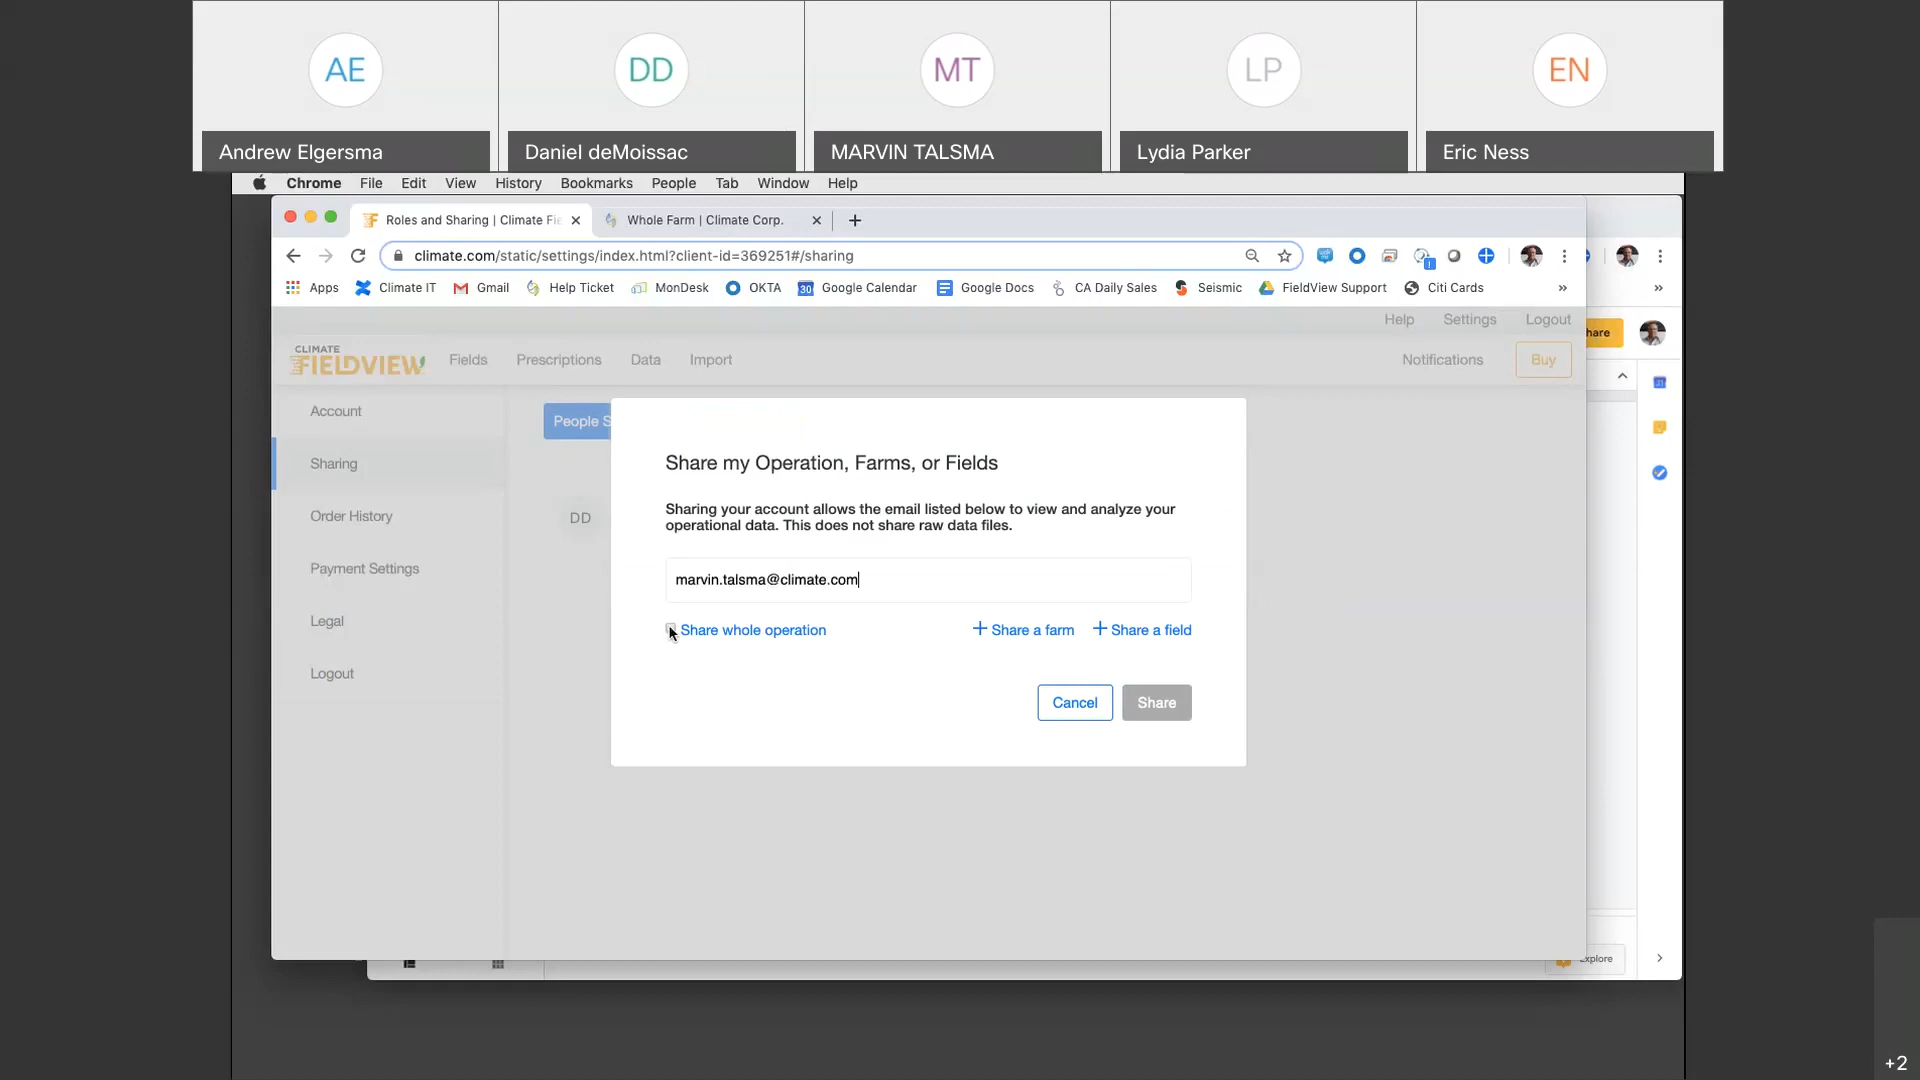 AE
DD
MT
LP
EN
Andrew Elgersma
Daniel deMoissac
MARVIN TALSMA
Lydia Parker
Eric Ness
Chrome File Edit View History Bookmarks People Tab Window Help
Roles and Sharing | Climate Fie
Whole Farm | Climate Corp.
climate.com/static/settings/index.html?client-id=369251#/sharing
Apps Climate IT Gmail Help Ticket MonDesk OKTA Google Calendar Google Docs CA Daily Sales Seismic FieldView Support Citi Cards
Help Settings Logout
hare
CLIMATE
FIELDVIEW
Fields Prescriptions Data Import
Notifications Buy
Account
People S
Sharing
Order History
DD
Payment Settings
Legal
Logout
Share my Operation, Farms, or Fields
Sharing your account allows the email listed below to view and analyze your
operational data. This does not share raw data files.
marvin.talsma@climate.com
Share whole operation
+ Share a farm + Share a field
Cancel Share
xplore
+2